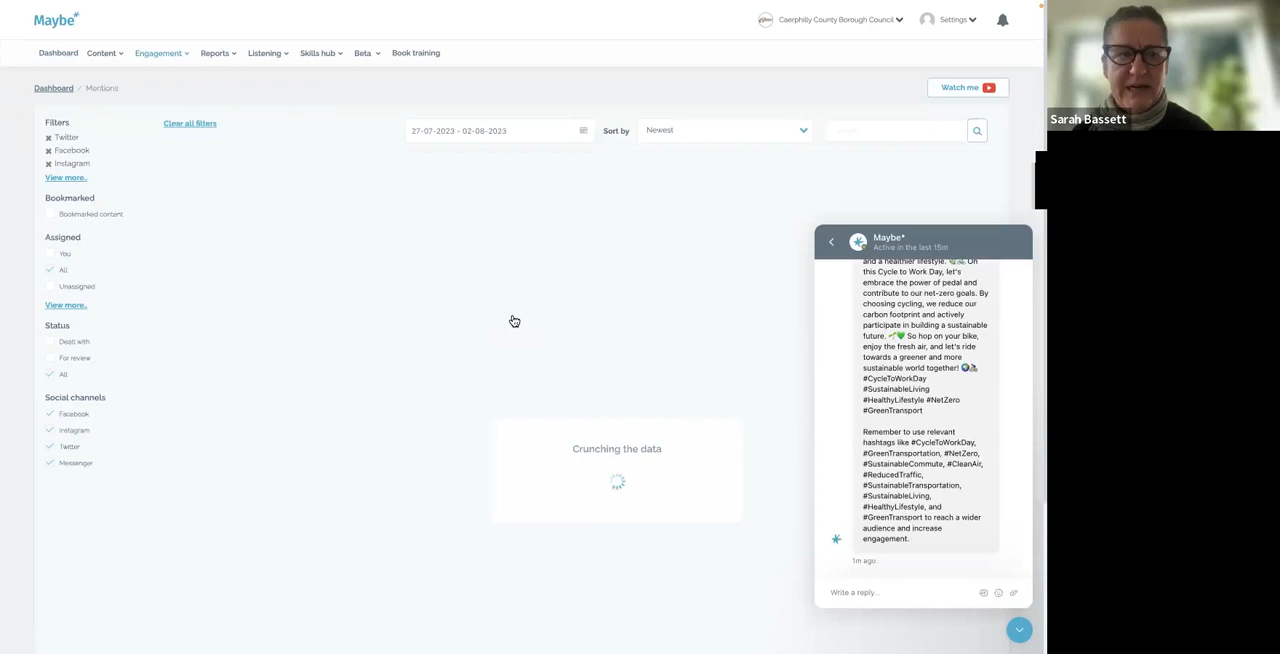 Maybe*
Caerphilly County Borough Council
Settings
Dashboard
Content
Engagement
Reports
Listening
Skills hub
Beta
Book training
Dashboard / Mentions
Watch me
Filters
Clear all filters
Twitter
Facebook
Instagram
View more..
27-07-2023 - 02-08-2023
Sort by
Newest
Bookmarked
Bookmarked content
Assigned
You
All
Unassigned
View more..
Status
Dealt with
For review
All
Social channels
Facebook
Instagram
Twitter
Messenger
Crunching the data
Maybe*
Active in the last 15m
and a healthier lifestyle. 🌿🚲 On
this Cycle to Work Day, let's
embrace the power of pedal and
contribute to our net-zero goals. By
choosing cycling, we reduce our
carbon footprint and actively
participate in building a sustainable
future. 🌱💚 So hop on your bike,
enjoy the fresh air, and let's ride
towards a greener and more
sustainable world together! 🌍🚲
#CycleToWorkDay
#SustainableLiving
#HealthyLifestyle #NetZero
#GreenTransport
Remember to use relevant
hashtags like #CycleToWorkDay,
#GreenTransportation, #NetZero,
#SustainableCommute, #CleanAir,
#ReducedTraffic,
#SustainableTransportation,
#SustainableLiving,
#HealthyLifestyle, and
#GreenTransport to reach a wider
audience and increase
engagement.
1m ago.
Write a reply...
Sarah Bassett